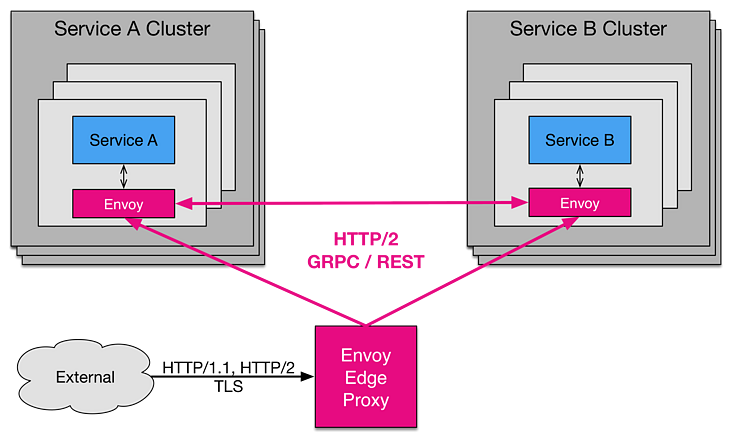 Service A Cluster
Service B Cluster
Service A
Service B
Envoy
Envoy
HTTP/2
GRPC / REST
External
HTTP/1.1, HTTP/2
TLS
Envoy
Edge
Proxy